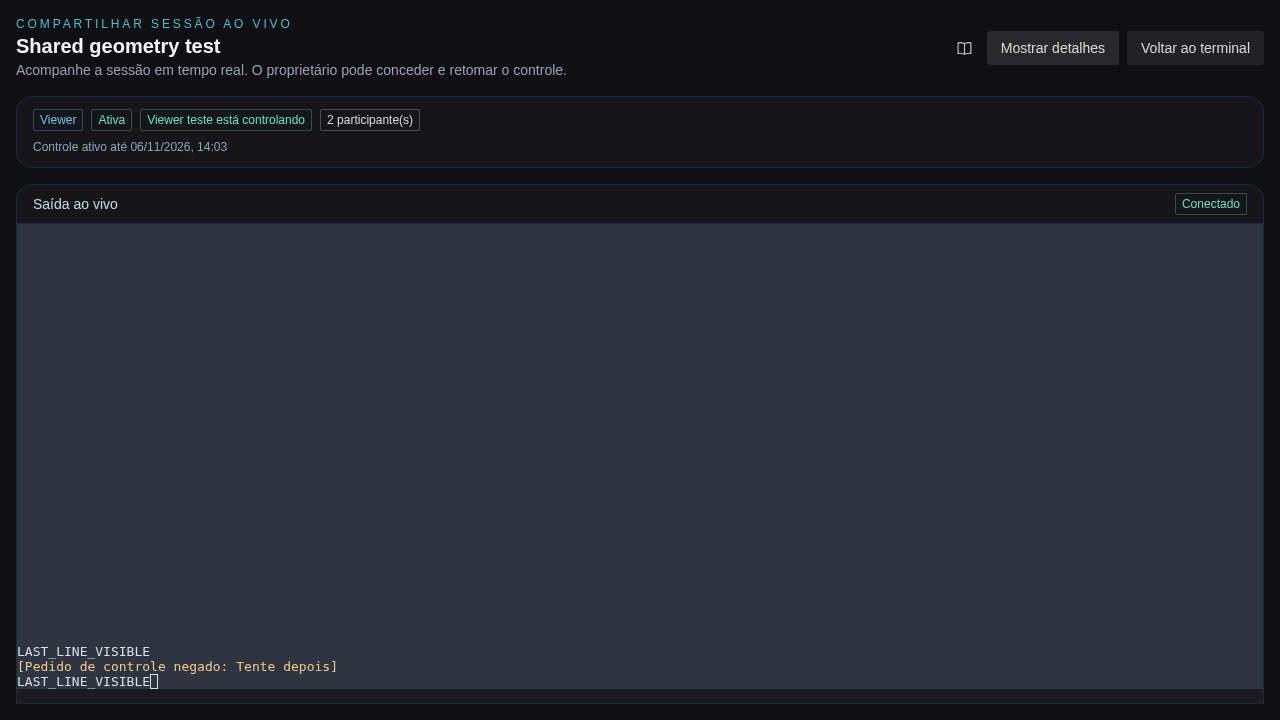 COMPARTILHAR SESSÃO AO VIVO
Shared geometry test
Acompanhe a sessão em tempo real. O proprietário pode conceder e retomar o controle.
Mostrar detalhes
Voltar ao terminal
Viewer
Ativa
Viewer teste está controlando
2 participante(s)
Controle ativo até 06/11/2026, 14:03
Saída ao vivo
Conectado
LAST_LINE_VISIBLE
[Pedido de controle negado: Tente depois]
LAST_LINE_VISIBLE